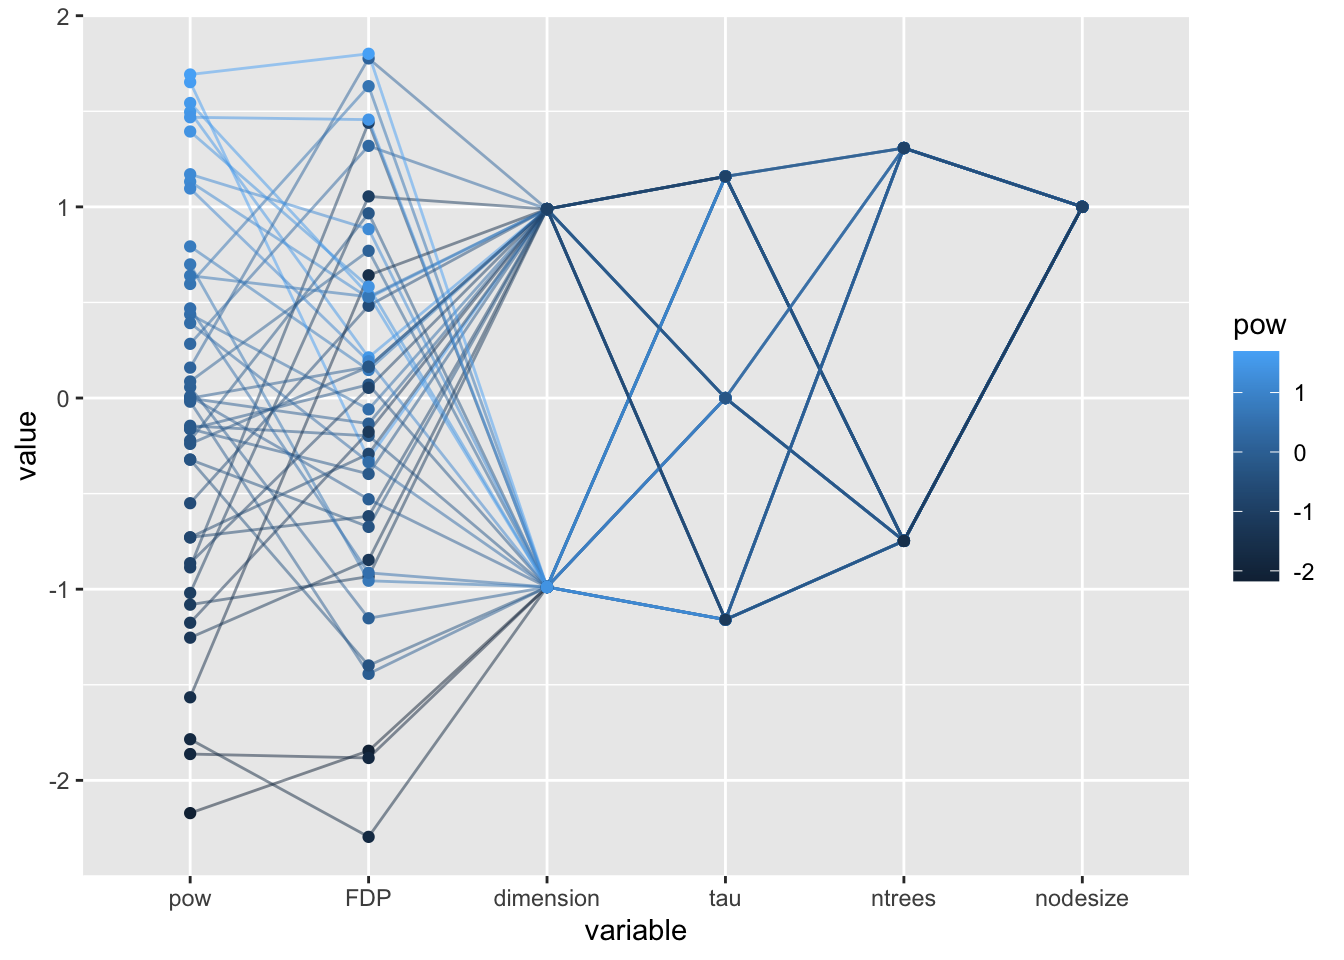 2
1
0
-1
-2
value
pow FDP dimension tau ntrees nodesize
variable
pow
1
0
-1
-2